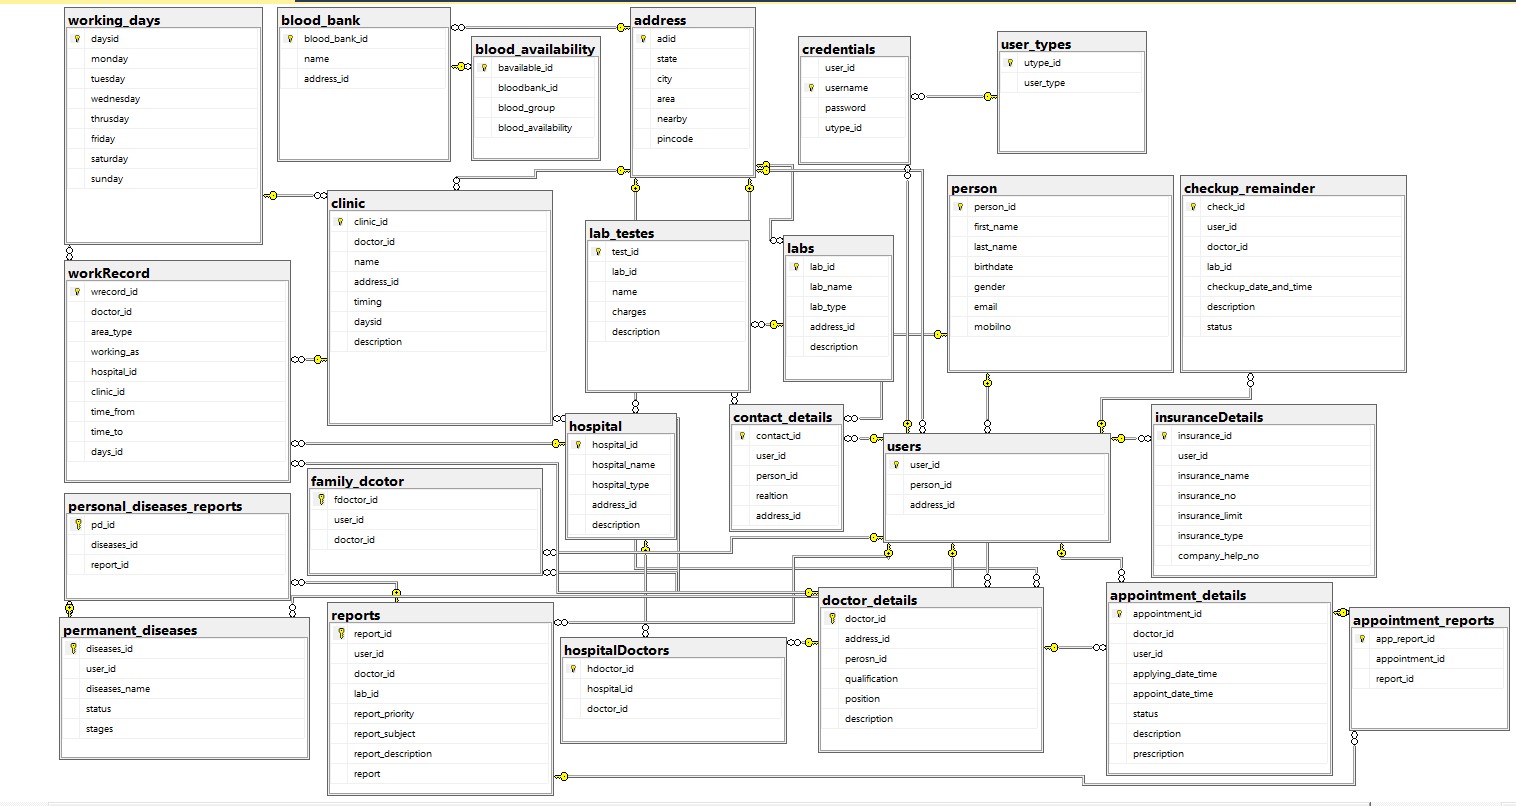 working_days
daysid
monday
tuesday
wednesday
thrusday
friday
saturday
sunday
blood_bank
blood_bank_id
name
address_id
blood_availability
bavailable_id
bloodbank_id
blood_group
blood_availability
address
adid
state
city
area
nearby
pincode
credentials
user_id
username
password
utype_id
user_types
utype_id
user_type
clinic
clinic_id
doctor_id
name
address_id
timing
daysid
description
lab_testes
test_id
lab_id
name
charges
description
labs
lab_id
lab_name
lab_type
address_id
description
person
person_id
first_name
last_name
birthdate
gender
email
mobilno
checkup_remainder
check_id
user_id
doctor_id
lab_id
checkup_date_and_time
description
status
workRecord
wrecord_id
doctor_id
area_type
working_as
hospital_id
clinic_id
time_from
time_to
days_id
hospital
hospital_id
hospital_name
hospital_type
address_id
description
contact_details
contact_id
user_id
person_id
realtion
address_id
users
user_id
person_id
address_id
insuranceDetails
insurance_id
user_id
insurance_name
insurance_no
insurance_limit
insurance_type
company_help_no
family_dcotor
fdoctor_id
user_id
doctor_id
personal_diseases_reports
pd_id
diseases_id
report_id
permanent_diseases
diseases_id
user_id
diseases_name
status
stages
reports
report_id
user_id
doctor_id
lab_id
report_priority
report_subject
report_description
report
hospitalDoctors
hdoctor_id
hospital_id
doctor_id
doctor_details
doctor_id
address_id
perosn_id
qualification
position
description
appointment_details
appointment_id
doctor_id
user_id
applying_date_time
appoint_date_time
status
description
prescription
appointment_reports
app_report_id
appointment_id
report_id